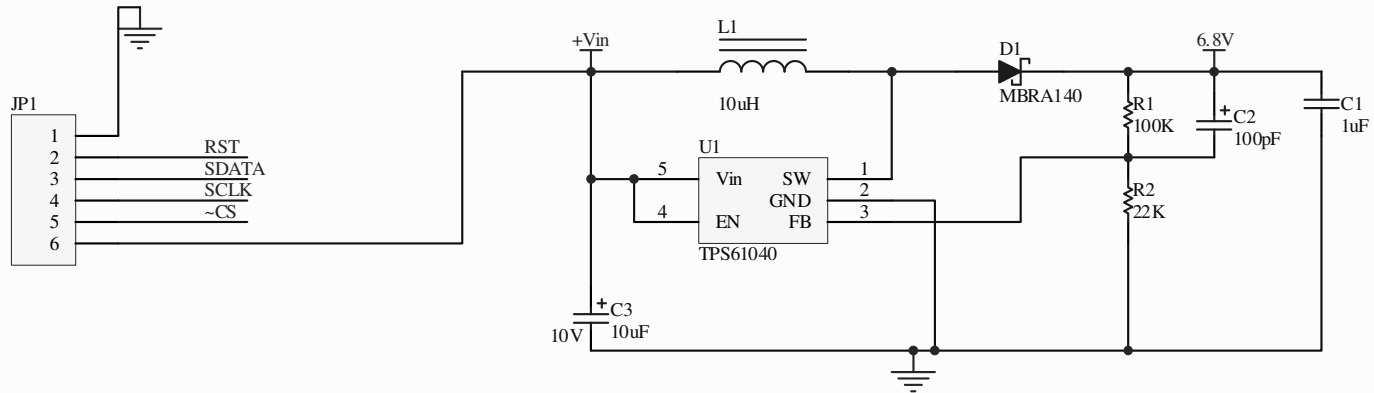 +Vin
L1
10uH
D1
MBRA140
6.8V
JP1
1
2
3
4
5
6
RST
SDATA
SCLK
~CS
U1
5 Vin SW 1
GND 2
4 EN FB 3
TPS61040
R1
100K
C2
100pF
C1
1uF
R2
22K
+ C3
10V 10uF